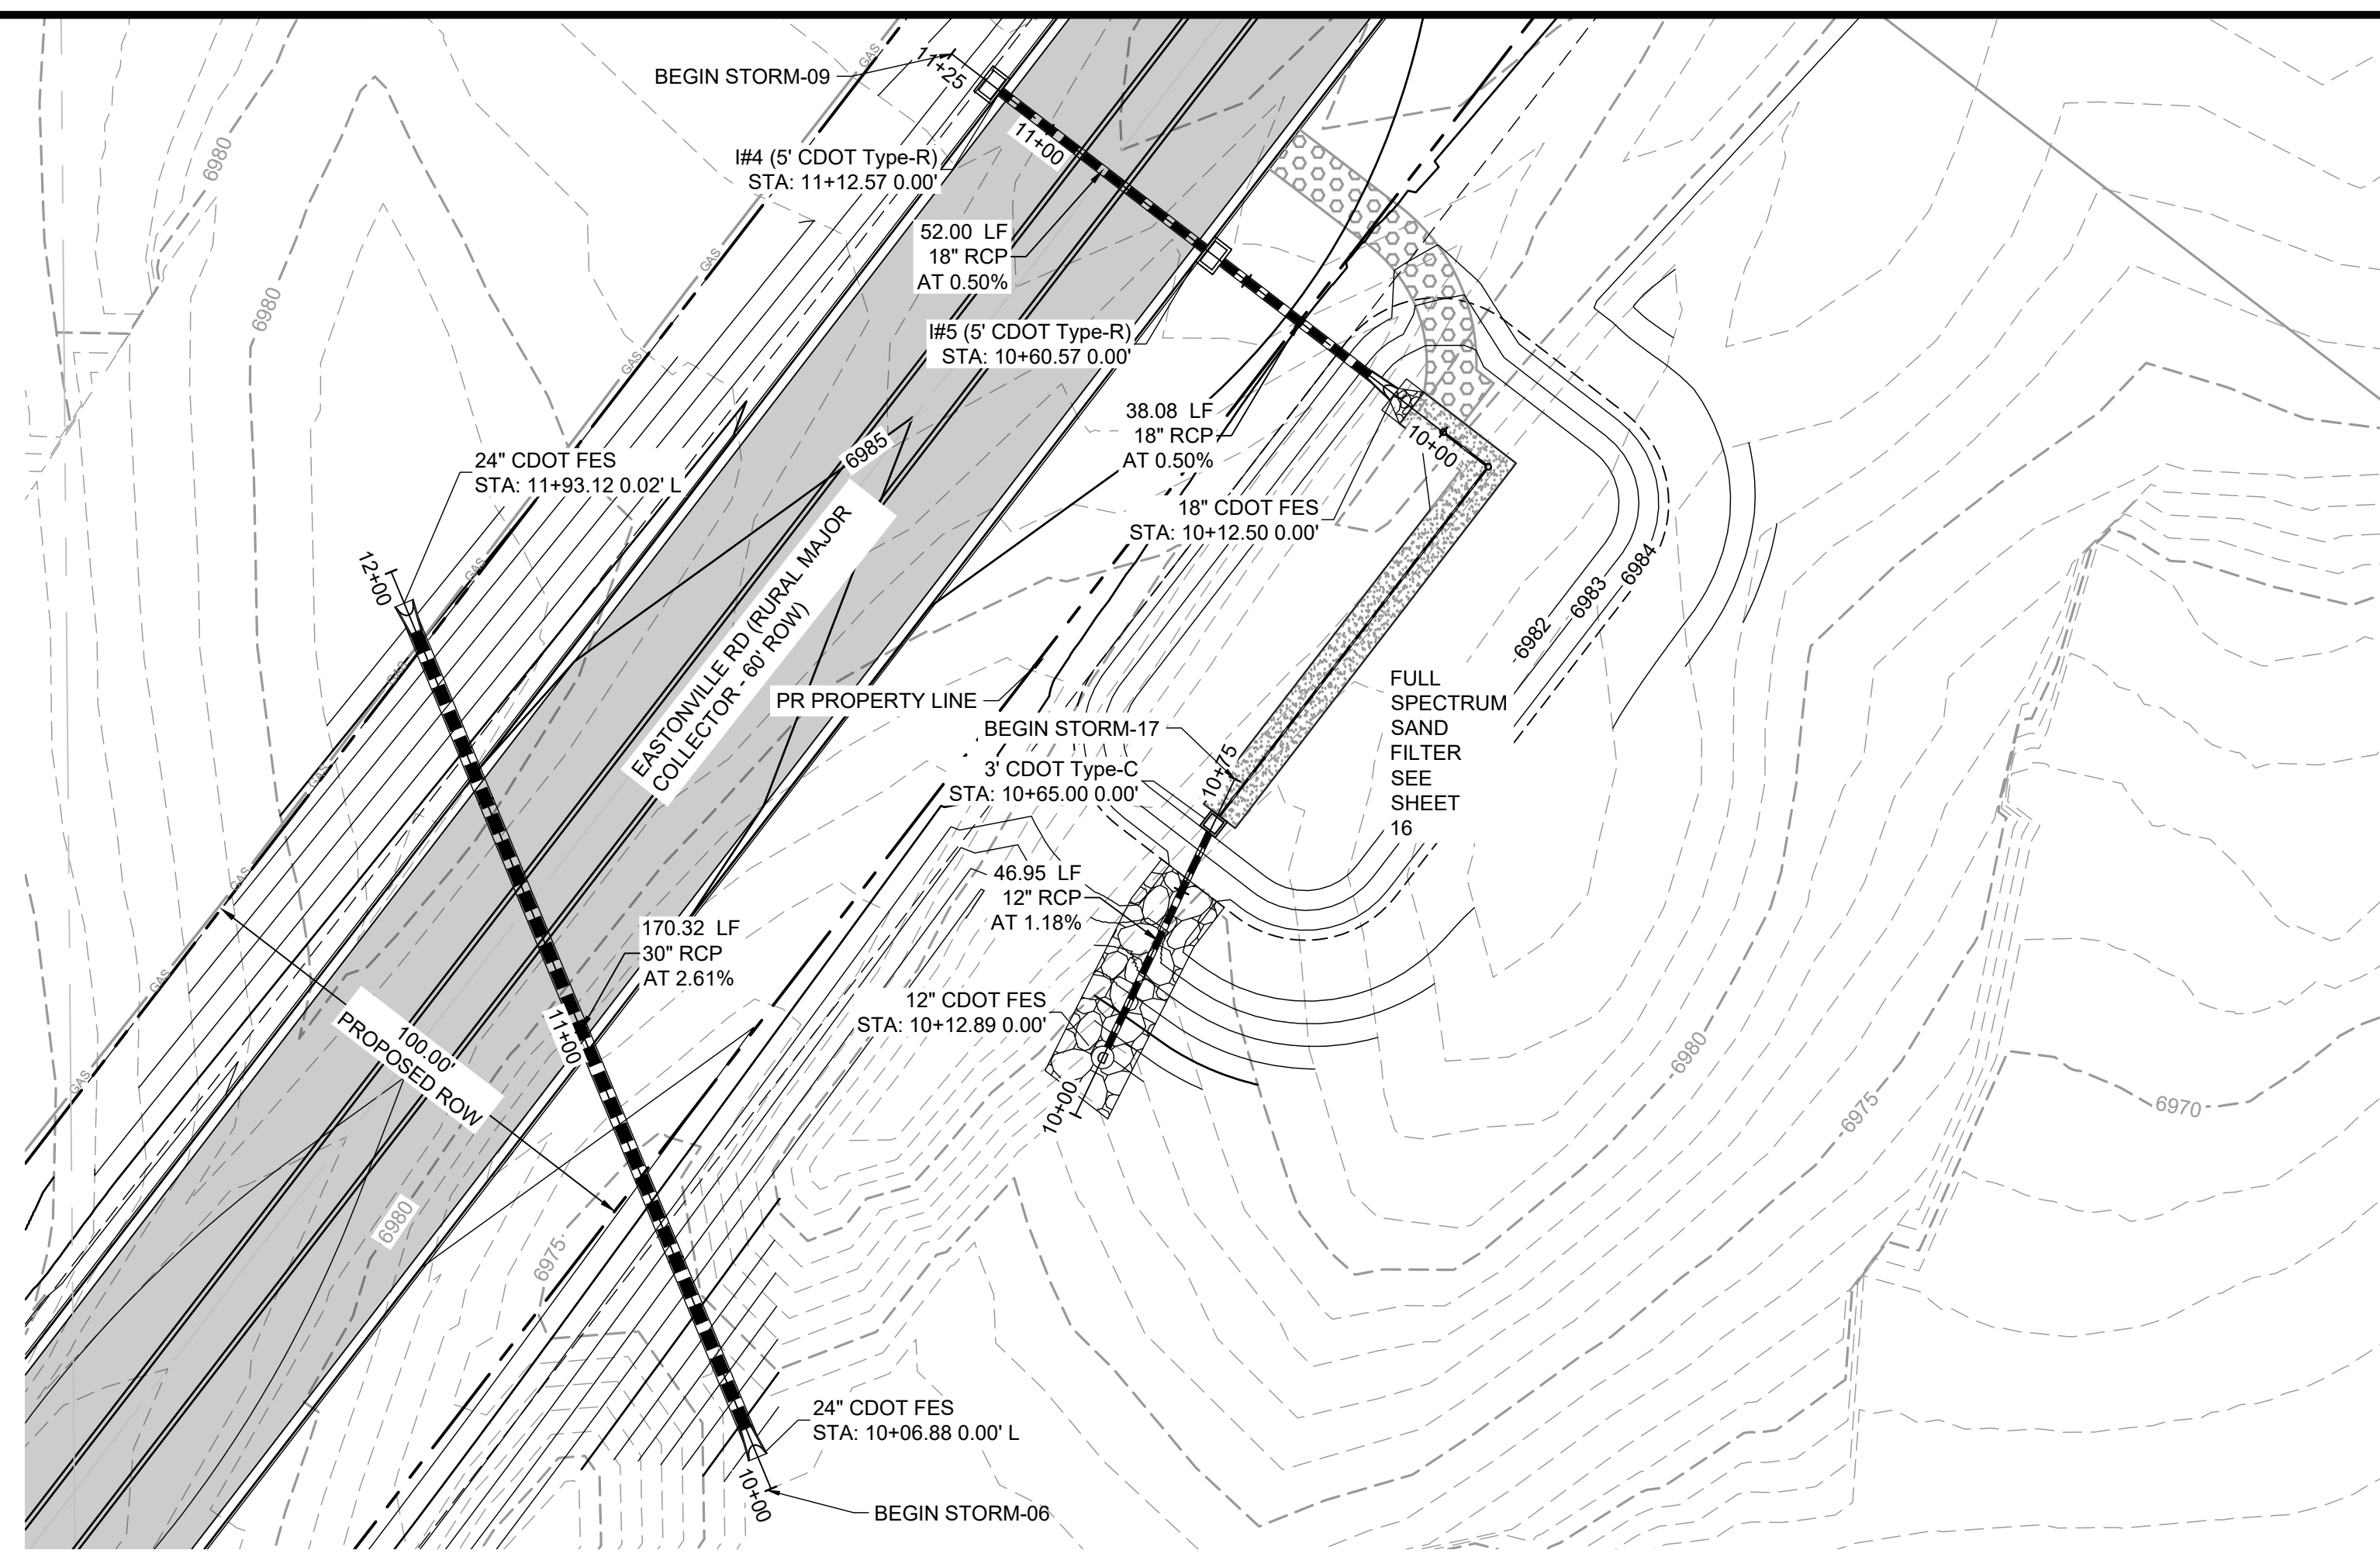 BEGIN STORM-09
11+25
GAS
11+00
I#4 (5' CDOT Type-R)
STA: 11+12.57 0.00'
6980
52.00 LF
18" RCP
AT 0.50%
GAS
6980
I#5 (5' CDOT Type-R)
STA: 10+60.57 0.00'
GAS
38.08 LF
18" RCP
AT 0.50%
10+00
6985
24" CDOT FES
STA: 11+93.12 0.02' L
18" CDOT FES
STA: 10+12.50 0.00'
12+00
GAS
EASTONVILLE RD (RURAL MAJOR
COLLECTOR - 60' ROW)
6982
6983
6984
PR PROPERTY LINE
FULL
SPECTRUM
SAND
FILTER
SEE
SHEET
16
BEGIN STORM-17
10+75
3' CDOT Type-C
STA: 10+65.00 0.00'
GAS
GAS
46.95 LF
12" RCP
AT 1.18%
170.32 LF
30" RCP
AT 2.61%
GAS
12" CDOT FES
STA: 10+12.89 0.00'
11+00
100.00'
PROPOSED ROW
GAS
10+00
6980
6975
6970
6980
6975
24" CDOT FES
STA: 10+06.88 0.00' L
10+00
BEGIN STORM-06